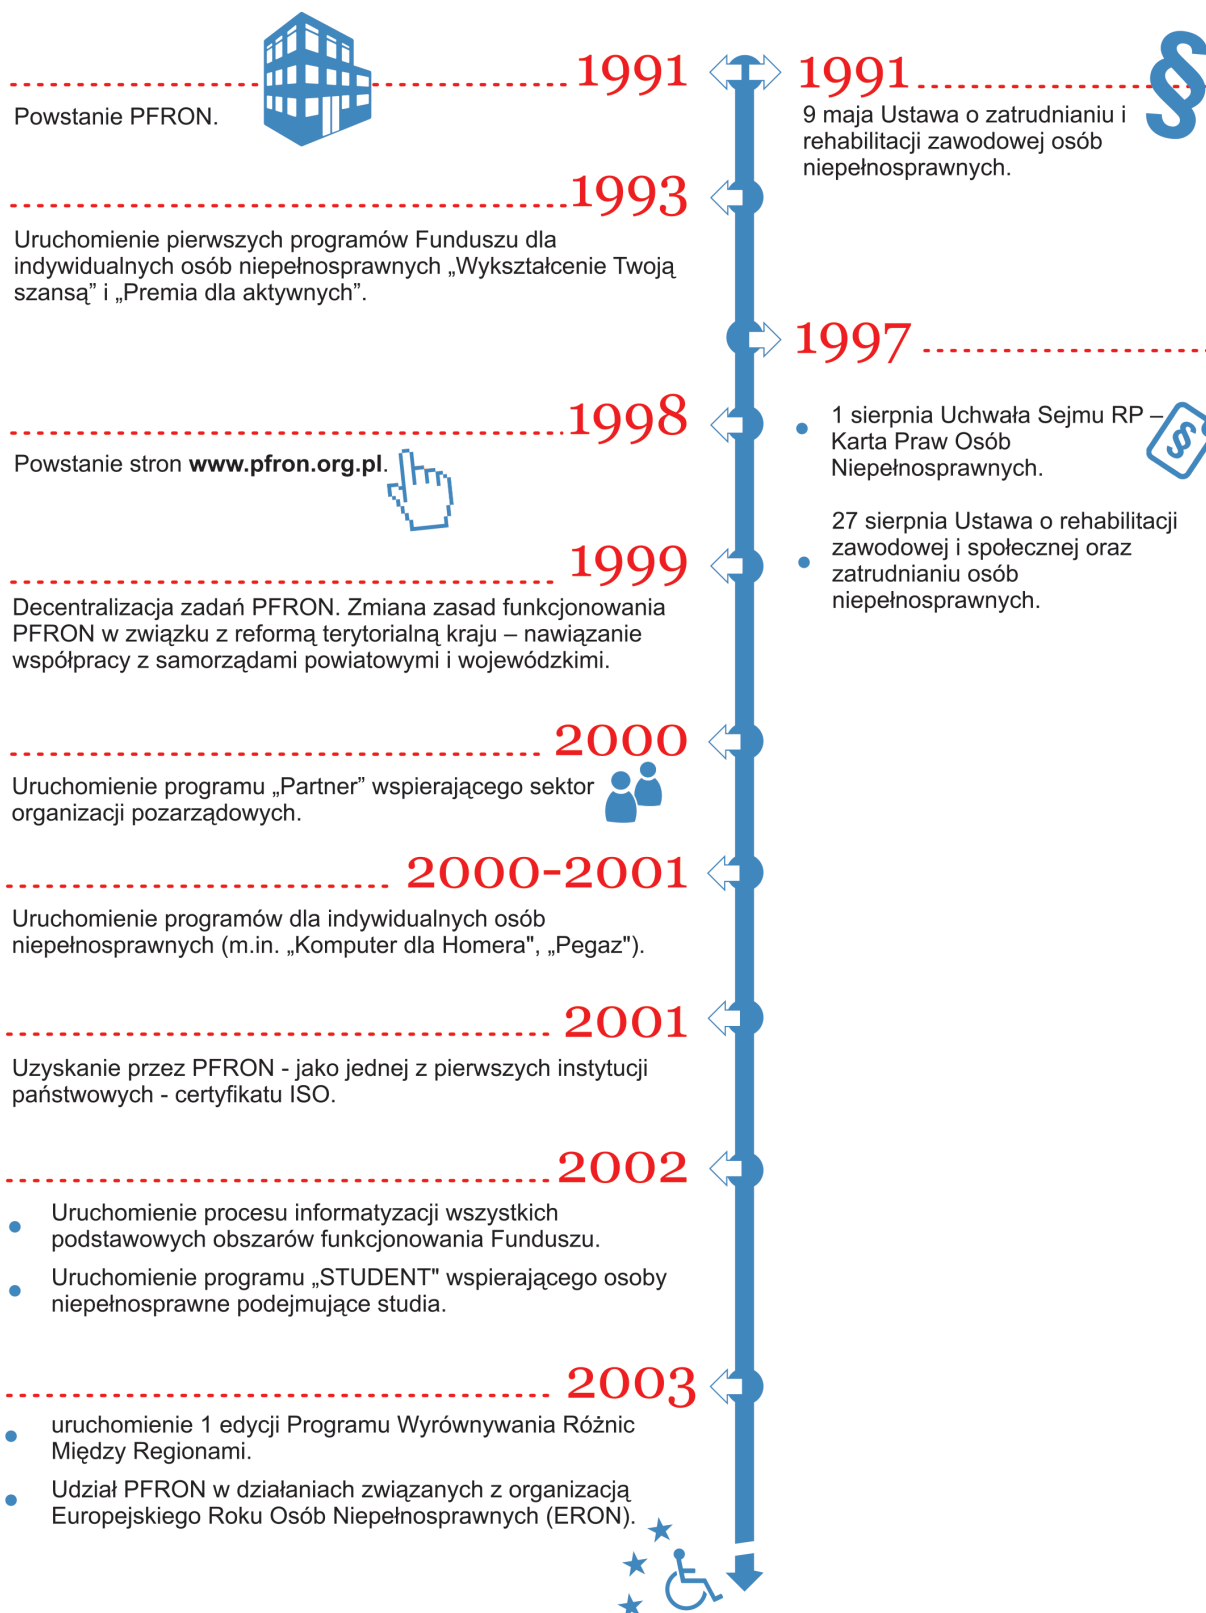 1991
Powstanie PFRON.
1991
9 maja Ustawa o zatrudnianiu i
rehabilitacji zawodowej osób
niepełnosprawnych.
§
1993
Uruchomienie pierwszych programów Funduszu dla
indywidualnych osób niepełnosprawnych „Wykształcenie Twoją
szansą” i „Premia dla aktywnych”.
1997
1 sierpnia Uchwała Sejmu RP –
Karta Praw Osób
Niepełnosprawnych.
§
27 sierpnia Ustawa o rehabilitacji
zawodowej i społecznej oraz
zatrudnianiu osób
niepełnosprawnych.
1998
Powstanie stron www.pfron.org.pl.
1999
Decentralizacja zadań PFRON. Zmiana zasad funkcjonowania
PFRON w związku z reformą terytorialną kraju – nawiązanie
współpracy z samorządami powiatowymi i wojewódzkimi.
2000
Uruchomienie programu „Partner” wspierającego sektor
organizacji pozarządowych.
2000-2001
Uruchomienie programów dla indywidualnych osób
niepełnosprawnych (m.in. „Komputer dla Homera", „Pegaz").
2001
Uzyskanie przez PFRON - jako jednej z pierwszych instytucji
państwowych - certyfikatu ISO.
2002
Uruchomienie procesu informatyzacji wszystkich
podstawowych obszarów funkcjonowania Funduszu.
Uruchomienie programu „STUDENT" wspierającego osoby
niepełnosprawne podejmujące studia.
2003
uruchomienie 1 edycji Programu Wyrównywania Różnic
Między Regionami.
Udział PFRON w działaniach związanych z organizacją
Europejskiego Roku Osób Niepełnosprawnych (ERON).